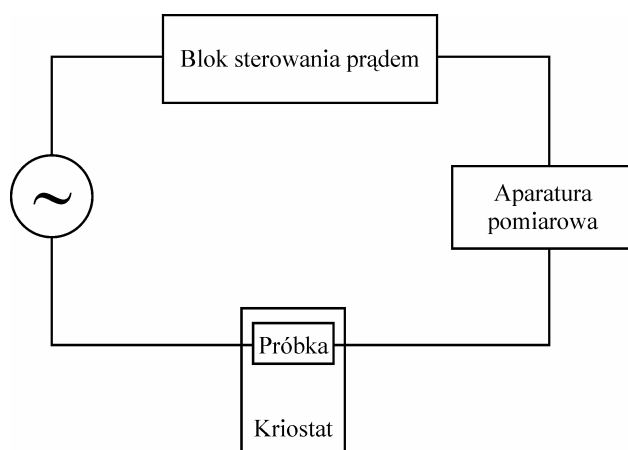 Blok sterowania prądem
~
Aparatura
pomiarowa
Próbka
Kriostat